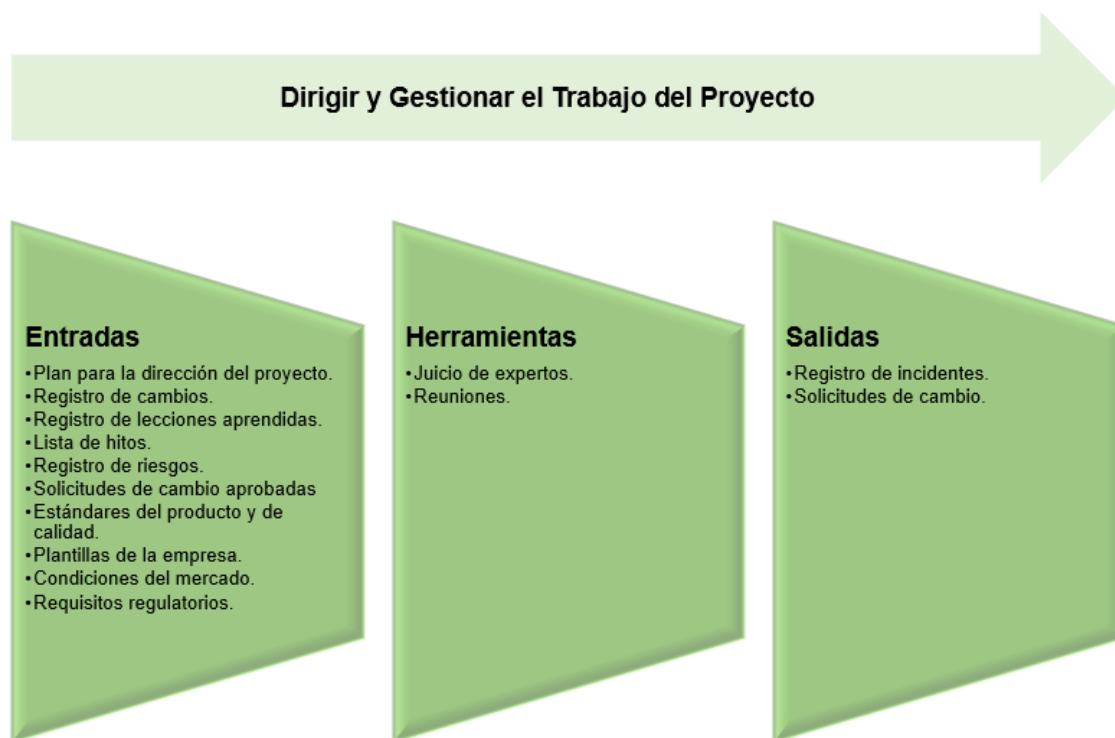 Dirigir y Gestionar el Trabajo del Proyecto
Entradas
•Plan para la dirección del proyecto.
•Registro de cambios.
•Registro de lecciones aprendidas.
•Lista de hitos.
•Registro de riesgos.
•Solicitudes de cambio aprobadas
•Estándares del producto y de
calidad.
•Plantillas de la empresa.
•Condiciones del mercado.
•Requisitos regulatorios.
Herramientas
•Juicio de expertos.
•Reuniones.
Salidas
•Registro de incidentes.
•Solicitudes de cambio.